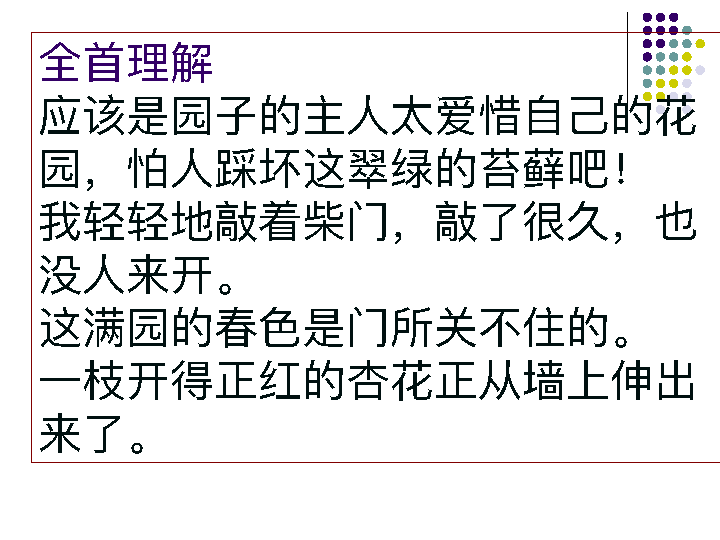 全首理解
应该是园子的主人太爱惜自己的花
园，怕人踩坏这翠绿的苔藓吧！
我轻轻地敲着柴门，敲了很久，也
没人来开。
这满园的春色是门所关不住的。
一枝开得正红的杏花正从墙上伸出
来了。